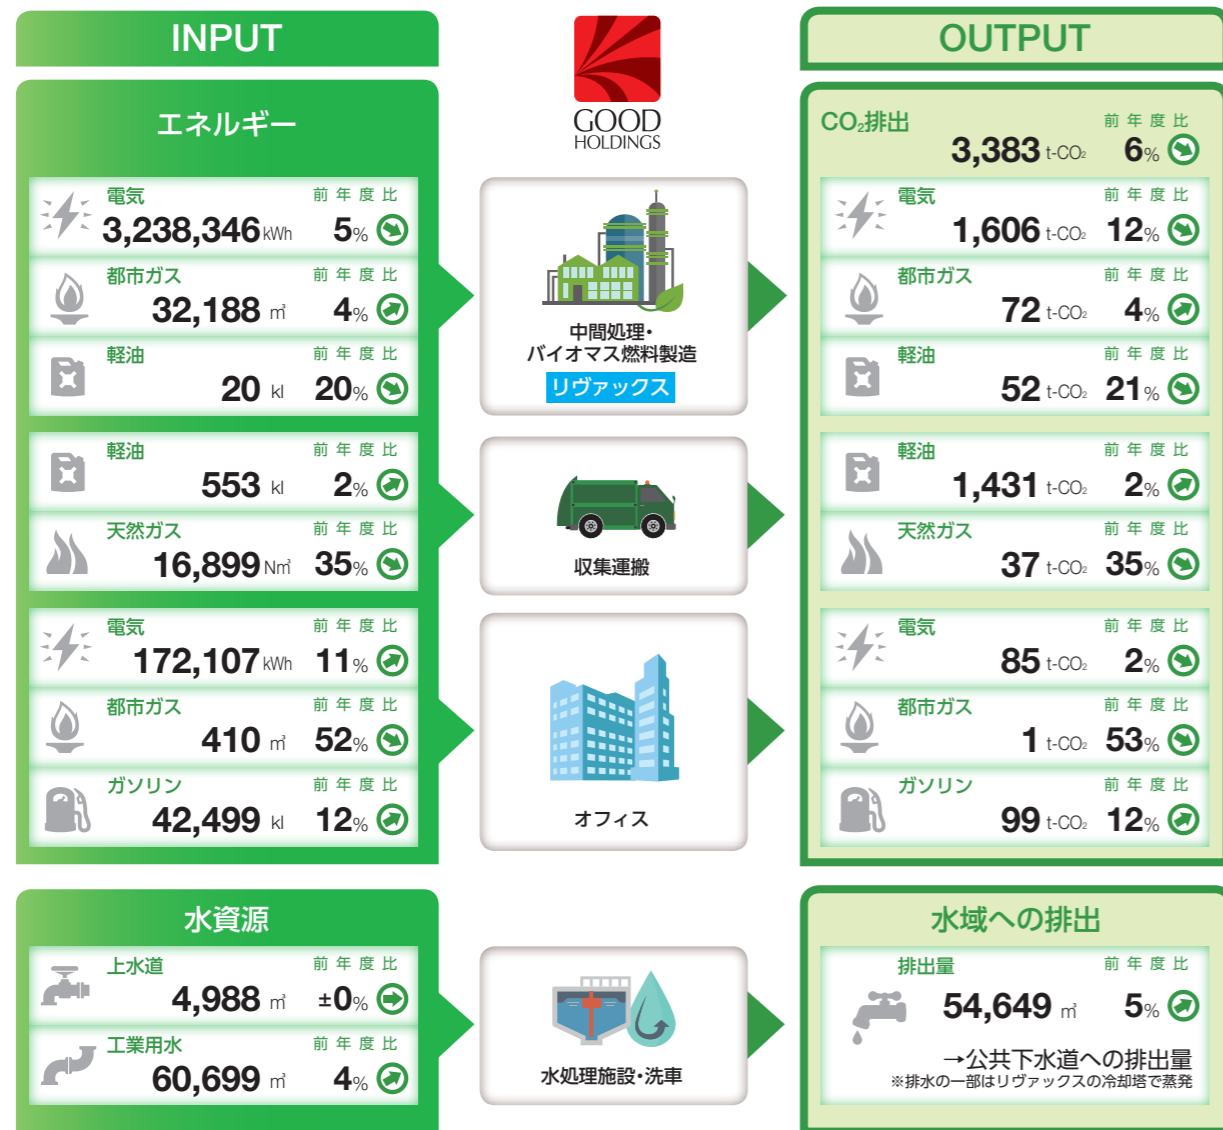 INPUT
エネルギー
電気 前年度比
3,238,346 kWh 5%
都市ガス 前年度比
32,188 ㎥ 4%
軽油 前年度比
20 kl 20%
軽油 前年度比
553 kl 2%
天然ガス 前年度比
16,899 N㎥ 35%
電気 前年度比
172,107 kWh 11%
都市ガス 前年度比
410 ㎥ 52%
ガソリン 前年度比
42,499 kl 12%
水資源
上水道 前年度比
4,988 ㎥ ±0%
工業用水 前年度比
60,699 ㎥ 4%
GOOD
HOLDINGS
中間処理・
バイオマス燃料製造
リヴァックス
収集運搬
オフィス
水処理施設・洗車
OUTPUT
CO₂排出 前年度比
3,383 t-CO₂ 6%
電気 前年度比
1,606 t-CO₂ 12%
都市ガス 前年度比
72 t-CO₂ 4%
軽油 前年度比
52 t-CO₂ 21%
軽油 前年度比
1,431 t-CO₂ 2%
天然ガス 前年度比
37 t-CO₂ 35%
電気 前年度比
85 t-CO₂ 2%
都市ガス 前年度比
1 t-CO₂ 53%
ガソリン 前年度比
99 t-CO₂ 12%
水域への排出
排出量 前年度比
54,649 ㎥ 5%
→公共下水道への排出量
※排水の一部はリヴァックスの冷却塔で蒸発